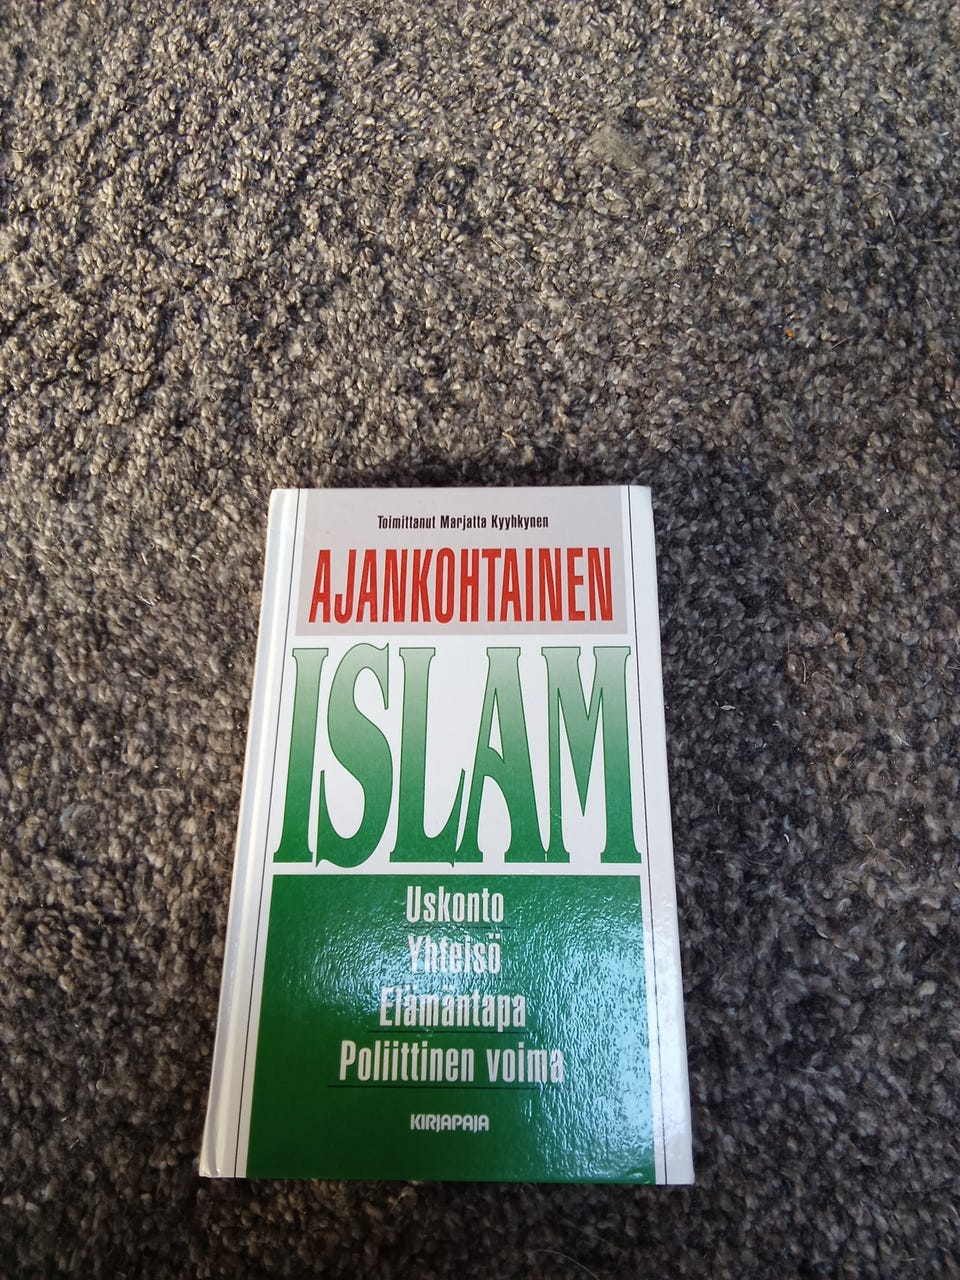 Toimittanut Marjatta Kyyhkynen
AJANKOHTAINEN
ISLAM
Uskonto
Yhteisö
Elämäntapa
Poliittinen voima
KIRJAPAJA